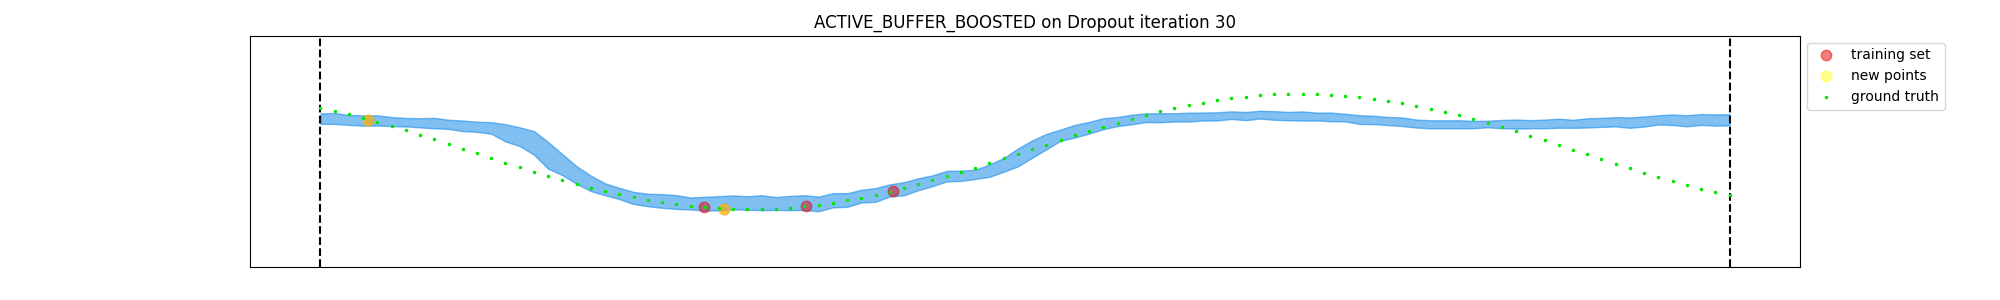 ACTIVE_BUFFER_BOOSTED on Dropout iteration 30
training set
new points
ground truth